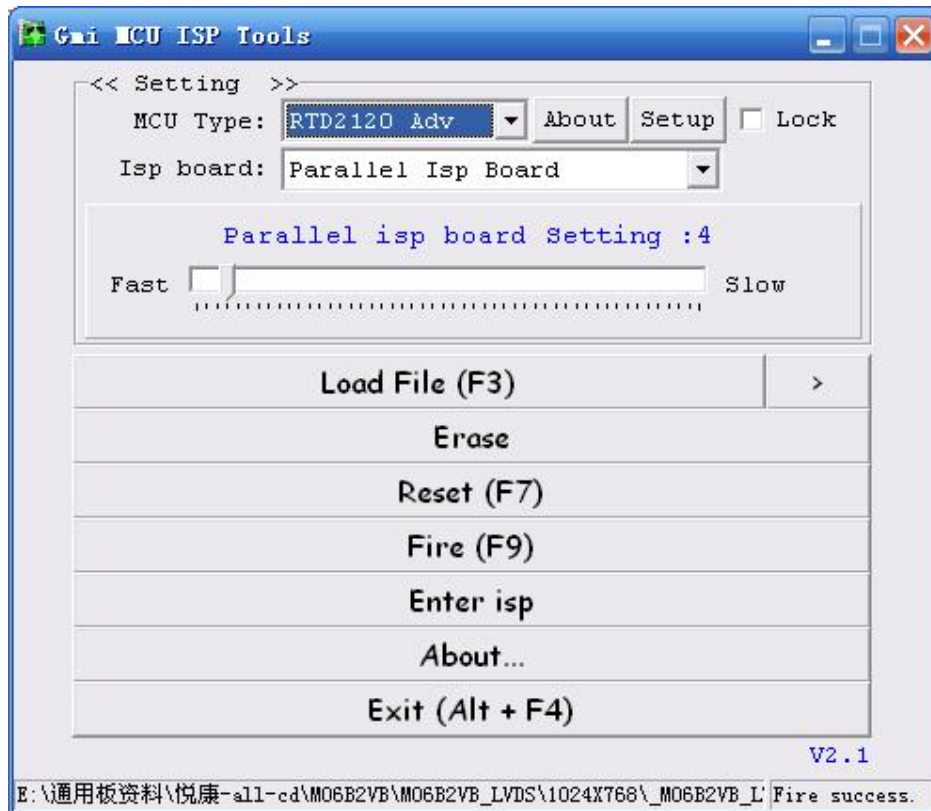 Gmi MCU ISP Tools
<< Setting >>
MCU Type: RTD2120 Adv About Setup Lock
Isp board: Parallel Isp Board
Parallel isp board Setting :4
Fast Slow
Load File (F3) >
Erase
Reset (F7)
Fire (F9)
Enter isp
About...
Exit (Alt + F4)
V2.1
E:\通用板资料\悦康-all-cd\M06B2VB\M06B2VB_LVDS\1024X768\_M06B2VB_L Fire success.